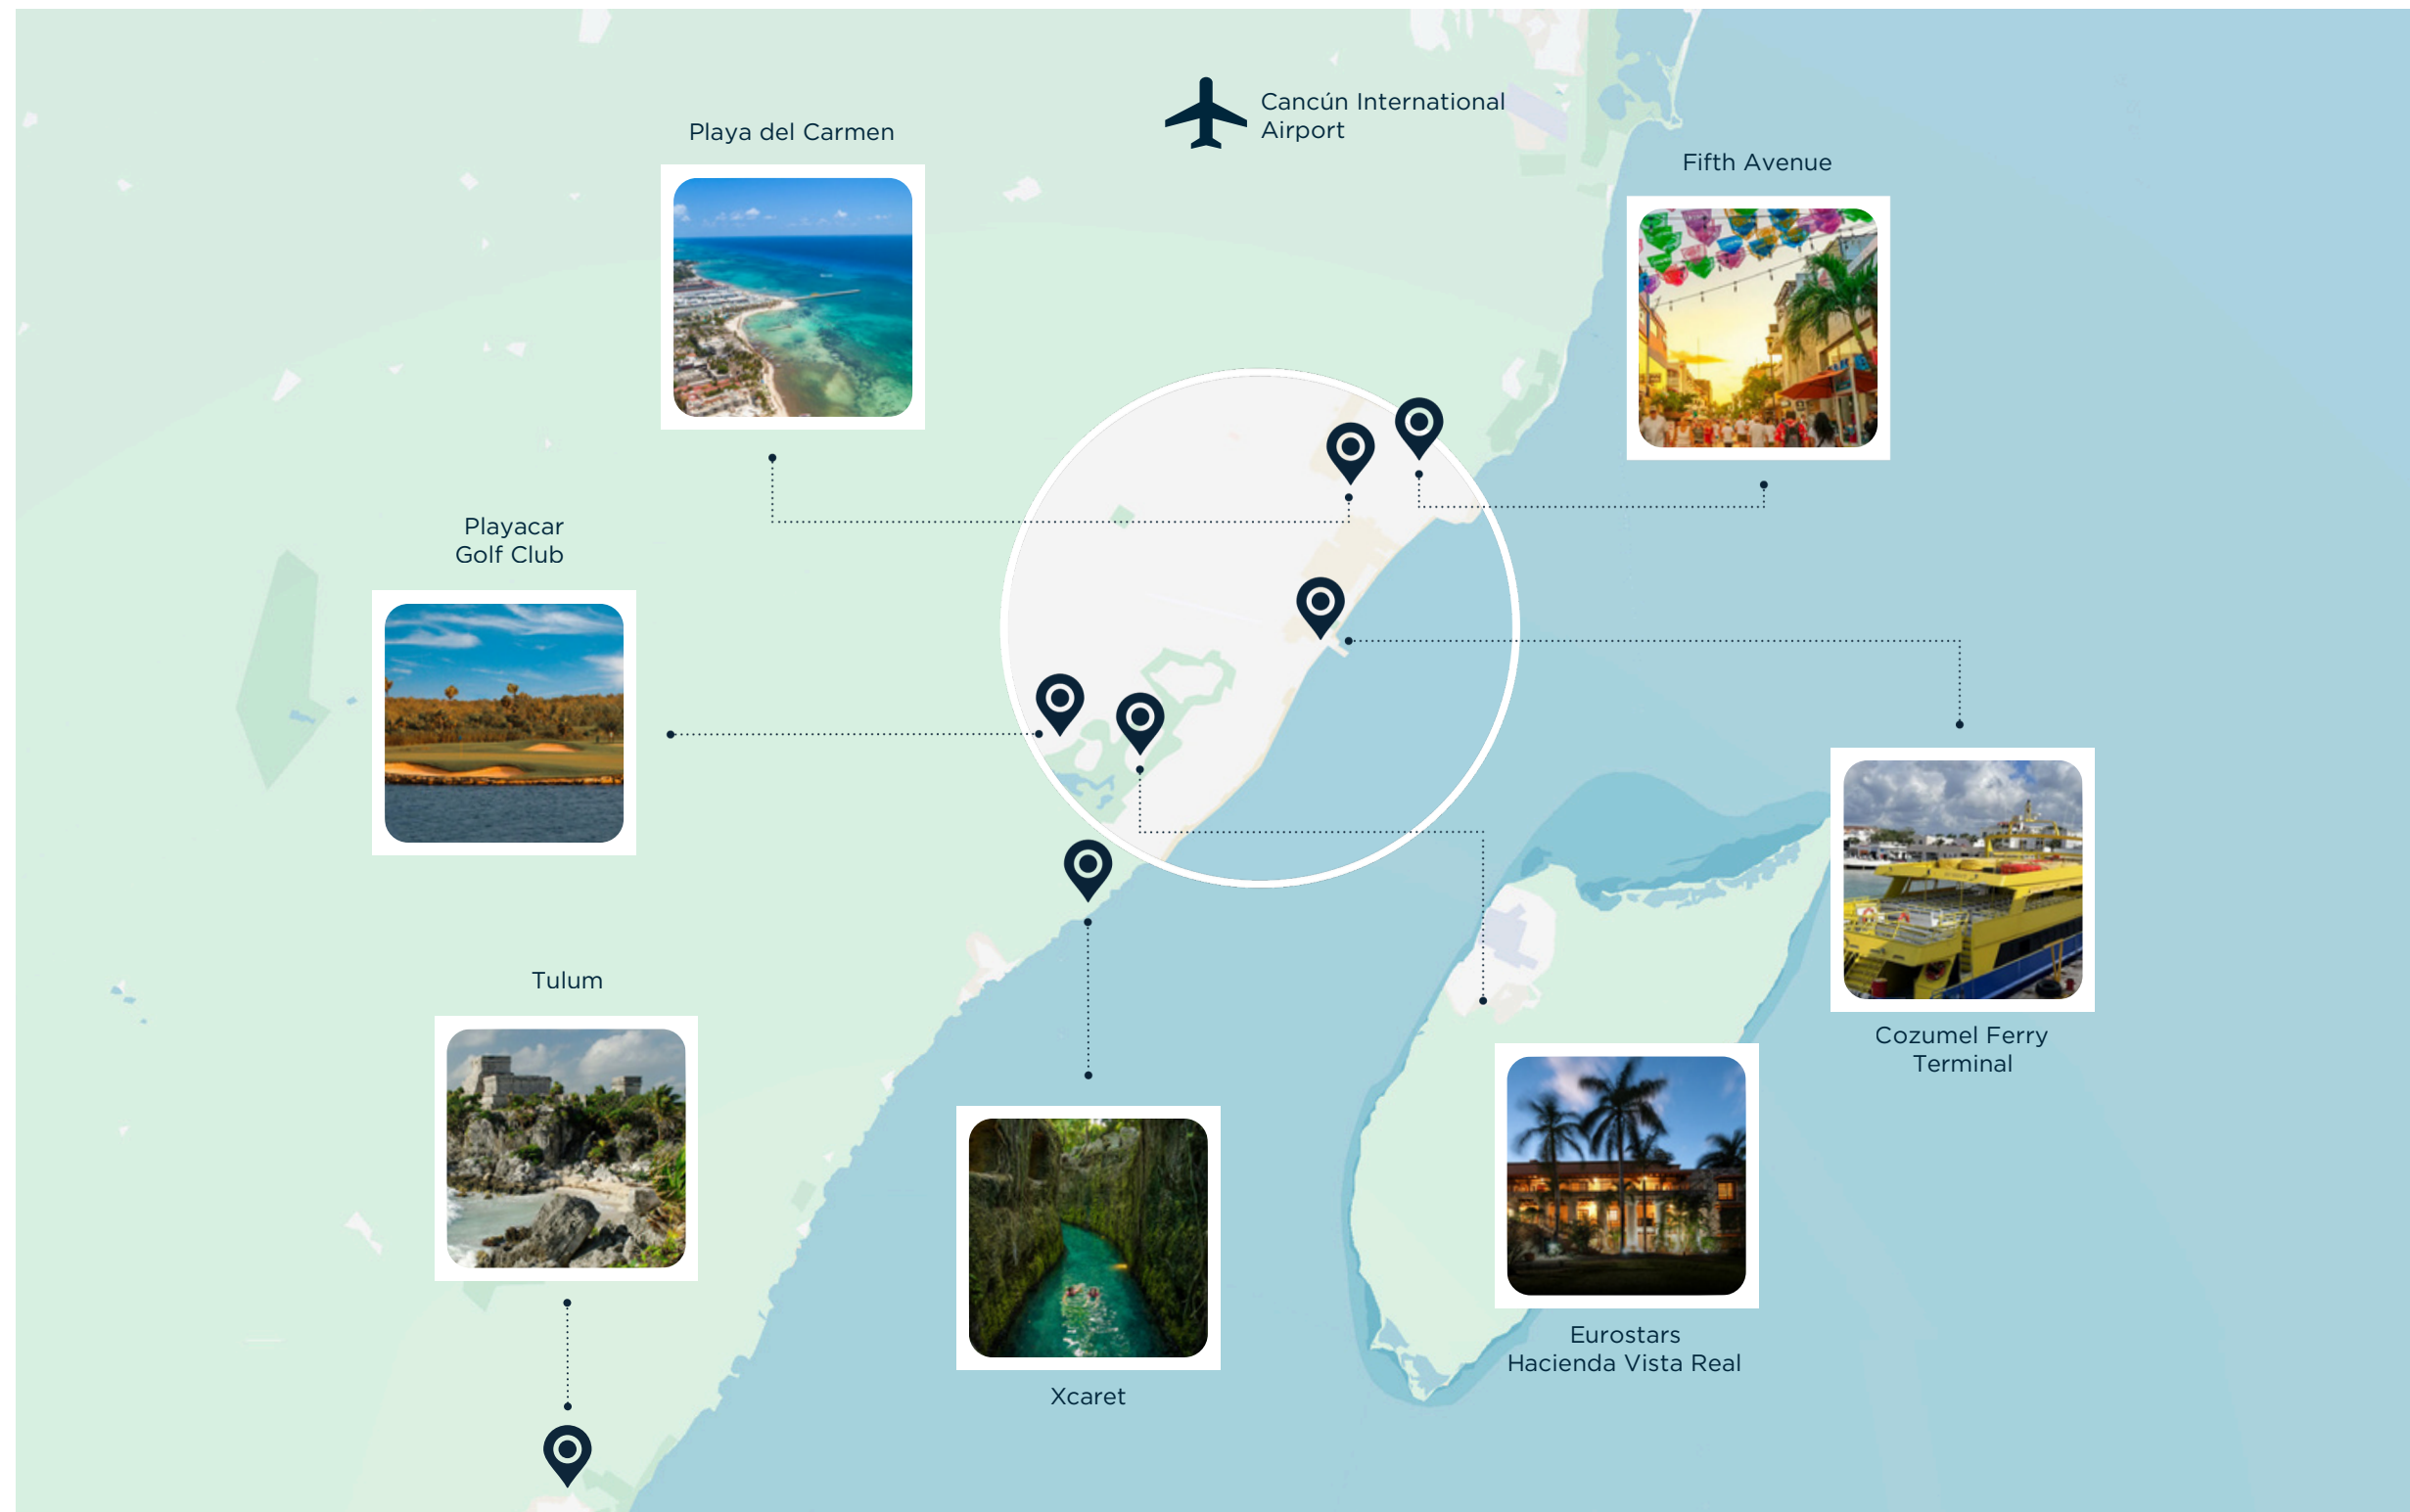 Cancún International
Airport
Playa del Carmen
Fifth Avenue
Playacar
Golf Club
Tulum
Cozumel Ferry
Terminal
Eurostars
Hacienda Vista Real
Xcaret